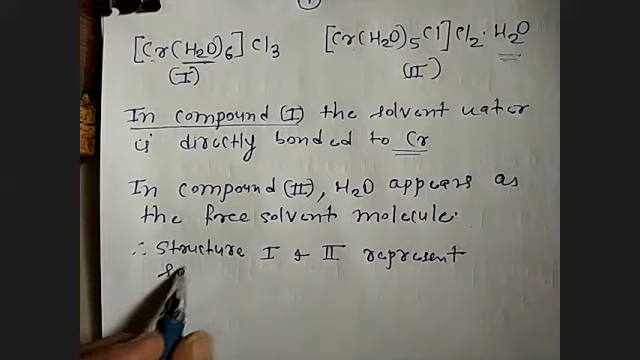 [Cr(H2O)6]Cl3 [Cr(H2O)5Cl]Cl2·H2O
(I) (II)
In compound (I) the solvent water
is directly bonded to Cr
In compound (II), H2O appears as
the free solvent molecule.
∴ Structure I & II represent